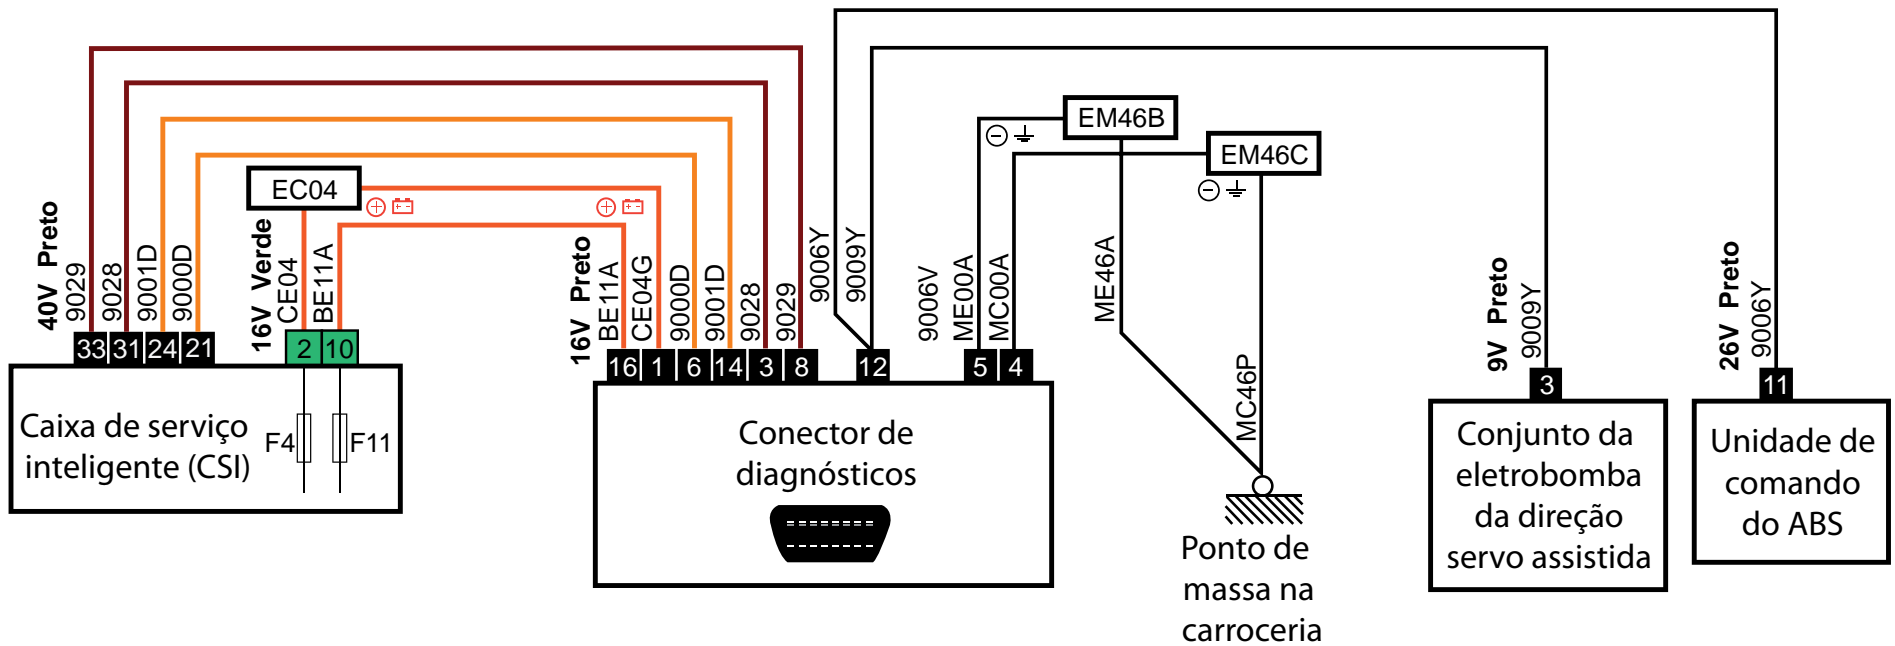 40V Preto
9029
9028
9001D
9000D
33
31
24
21
EC04
16V Verde
CE04
BE11A
2
10
Caixa de serviço
inteligente (CSI)
F4
F11
16V Preto
BE11A
CE04G
9000D
9001D
9028
9029
9006Y
9009Y
9006V
ME00A
MC00A
16
1
6
14
3
8
12
5
4
Conector de
diagnósticos
EM46B
EM46C
ME46A
MC46P
Ponto de
massa na
carroceria
9V Preto
9009Y
3
Conjunto da
eletrobomba
da direção
servo assistida
26V Preto
9006Y
11
Unidade de
comando
do ABS